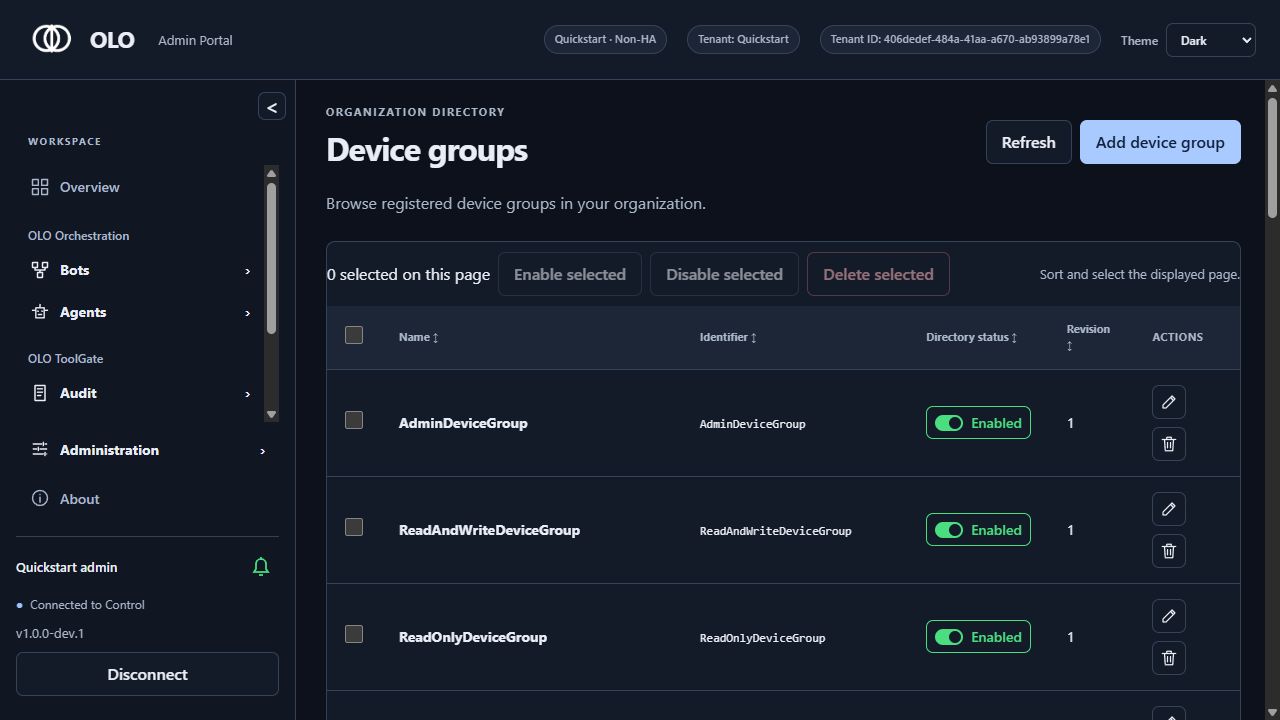 OLO
Admin Portal
Quickstart · Non-HA
Tenant: Quickstart
Tenant ID: 406dedef-484a-41aa-a670-ab93899a78e1
Theme
Dark
<
WORKSPACE
Overview
OLO Orchestration
Bots ›
Agents ›
OLO ToolGate
Audit ›
Administration ›
About
Quickstart admin
Connected to Control
v1.0.0-dev.1
Disconnect
ORGANIZATION DIRECTORY
Device groups
Refresh
Add device group
Browse registered device groups in your organization.
0 selected on this page
Enable selected
Disable selected
Delete selected
Sort and select the displayed page.
Name ↕ Identifier ↕ Directory status ↕ Revision ↕ ACTIONS
AdminDeviceGroup AdminDeviceGroup Enabled 1
ReadAndWriteDeviceGroup ReadAndWriteDeviceGroup Enabled 1
ReadOnlyDeviceGroup ReadOnlyDeviceGroup Enabled 1